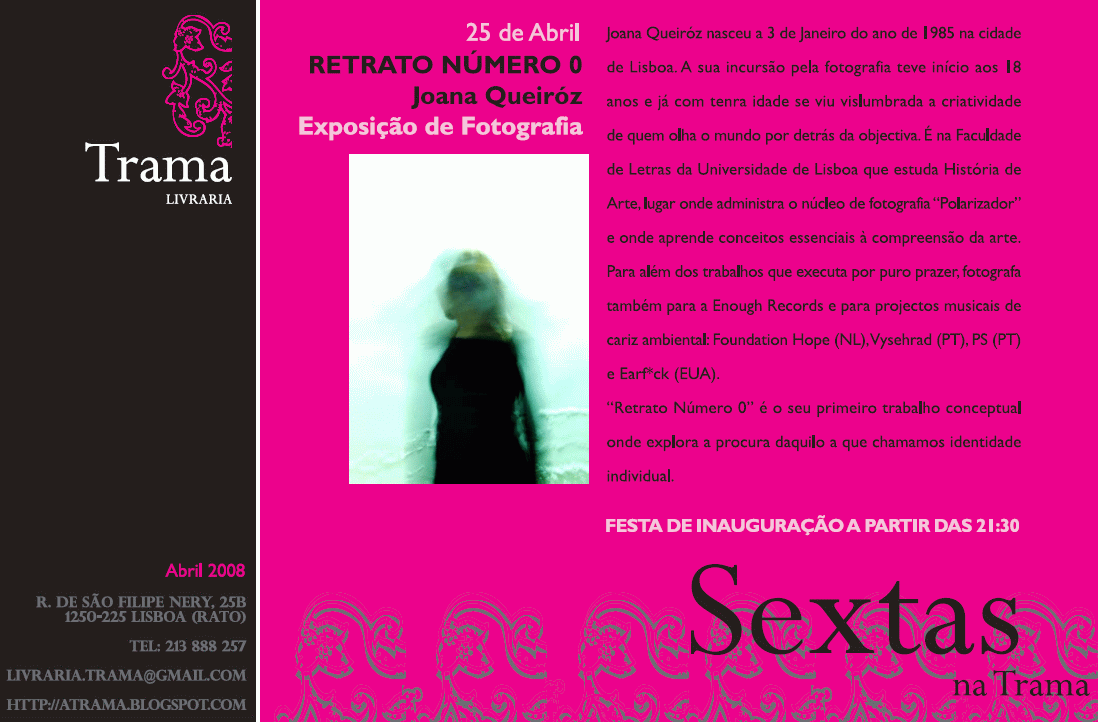 Trama
LIVRARIA
Abril 2008
R. DE SÃO FILIPE NERY, 25B
1250-225 LISBOA (RATO)
TEL: 213 888 257
LIVRARIA.TRAMA@GMAIL.COM
HTTP://ATRAMA.BLOGSPOT.COM
25 de Abril
RETRATO NÚMERO 0
Joana Queiróz
Exposição de Fotografia
Joana Queiróz nasceu a 3 de Janeiro do ano de 1985 na cidade
de Lisboa. A sua incursão pela fotografia teve início aos 18
anos e já com tenra idade se viu vislumbrada a criatividade
de quem olha o mundo por detrás da objectiva. É na Faculdade
de Letras da Universidade de Lisboa que estuda História de
Arte, lugar onde administra o núcleo de fotografia “Polarizador”
e onde aprende conceitos essenciais à compreensão da arte.
Para além dos trabalhos que executa por puro prazer, fotografa
também para a Enough Records e para projectos musicais de
cariz ambiental: Foundation Hope (NL), Vysehrad (PT), PS (PT)
e Earf*ck (EUA).
“Retrato Número 0” é o seu primeiro trabalho conceptual
onde explora a procura daquilo a que chamamos identidade
individual.
FESTA DE INAUGURAÇÃO A PARTIR DAS 21:30
Sextas
na Trama